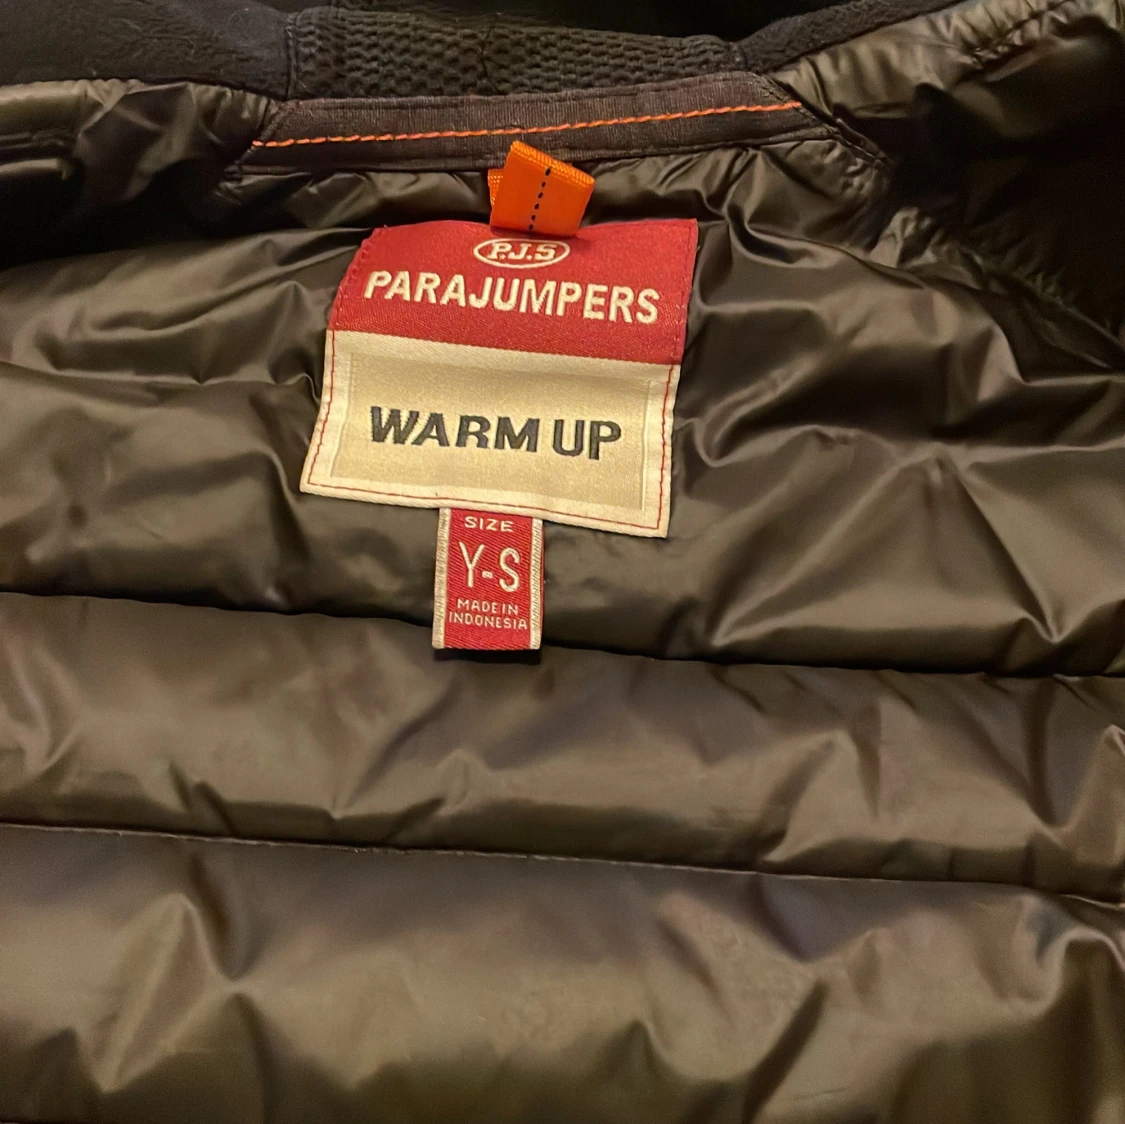 P.J.S
PARAJUMPERS
WARM UP
SIZE
Y-S
MADE IN
INDONESIA